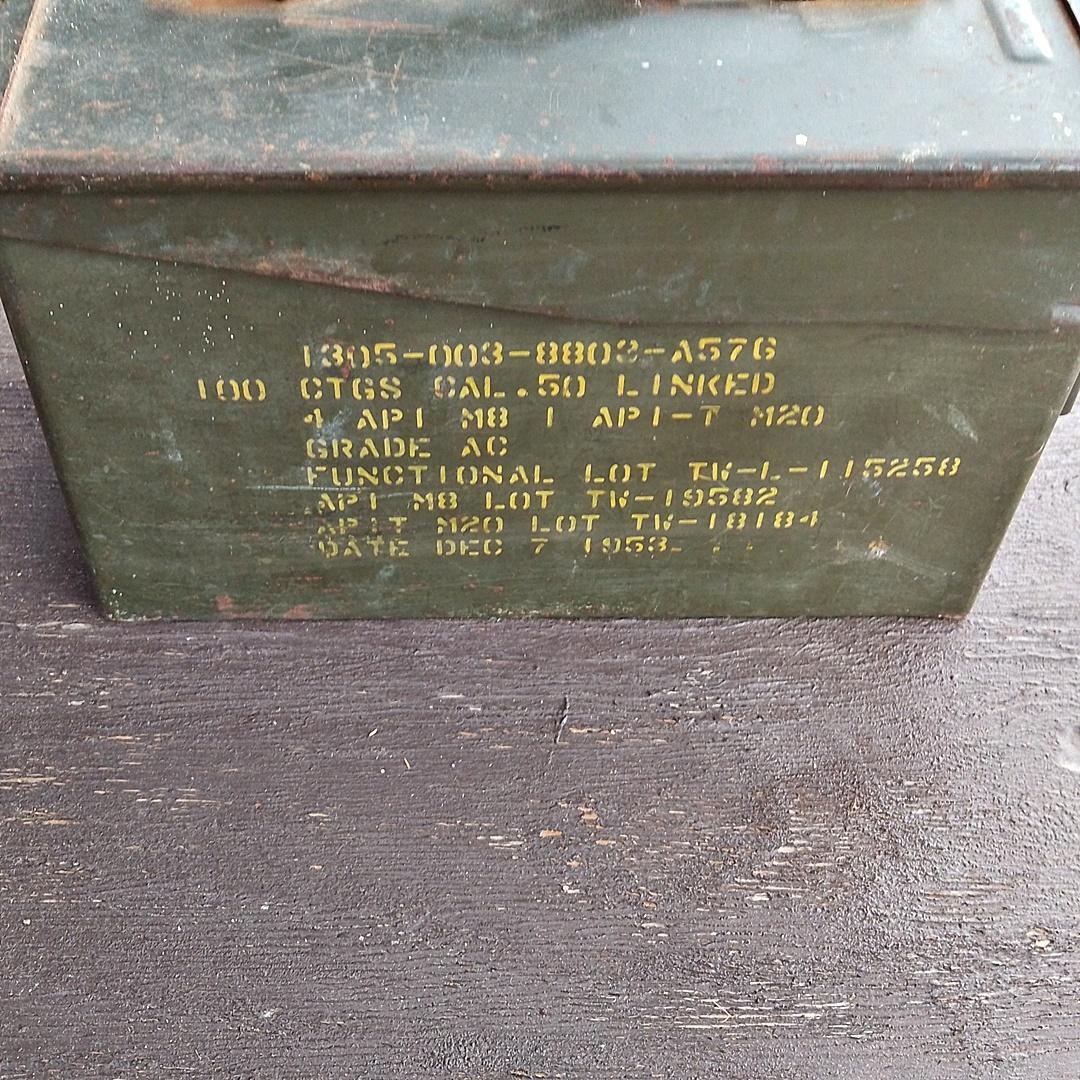 1305-003-8803-A576
100 CTGS CAL .50 LINKED
4 API M8 1 API-T M20
GRADE AC
FUNCTIONAL LOT TW-L-115258
API M8 LOT TW-19582
API T M20 LOT TW-18184
DATE DEC 7 1953